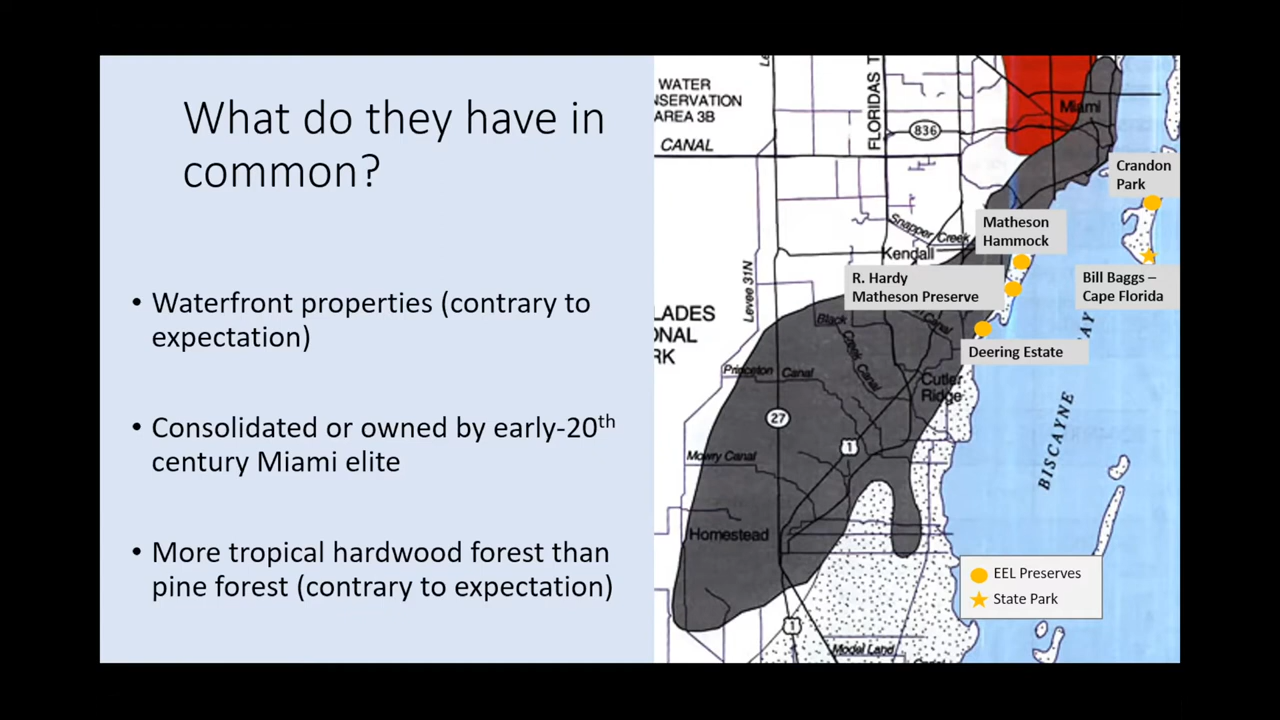 What do they have in
common?
• Waterfront properties (contrary to
expectation)
• Consolidated or owned by early-20th
century Miami elite
• More tropical hardwood forest than
pine forest (contrary to expectation)
WATER
NSERVATION
AREA 3B
CANAL
FLORIDAS T
836
Miami
Crandon
Park
Matheson
Hammock
Snapper Creek
Kendall
R. Hardy
Matheson Preserve
Bill Baggs –
Cape Florida
Levee 31N
LADES
ONAL
RK
Black Creek Canal
Canal
Deering Estate
Princeton Canal
Cutler
Ridge
27
1
Mowry Canal
BISCAYNE
AY
Homestead
EEL Preserves
State Park
1
Model Land